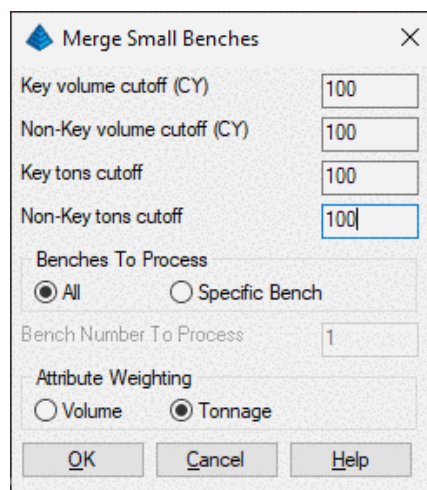 Merge Small Benches
Key volume cutoff (CY) 100
Non-Key volume cutoff (CY) 100
Key tons cutoff 100
Non-Key tons cutoff 100
Benches To Process
All Specific Bench
Bench Number To Process 1
Attribute Weighting
Volume Tonnage
OK Cancel Help